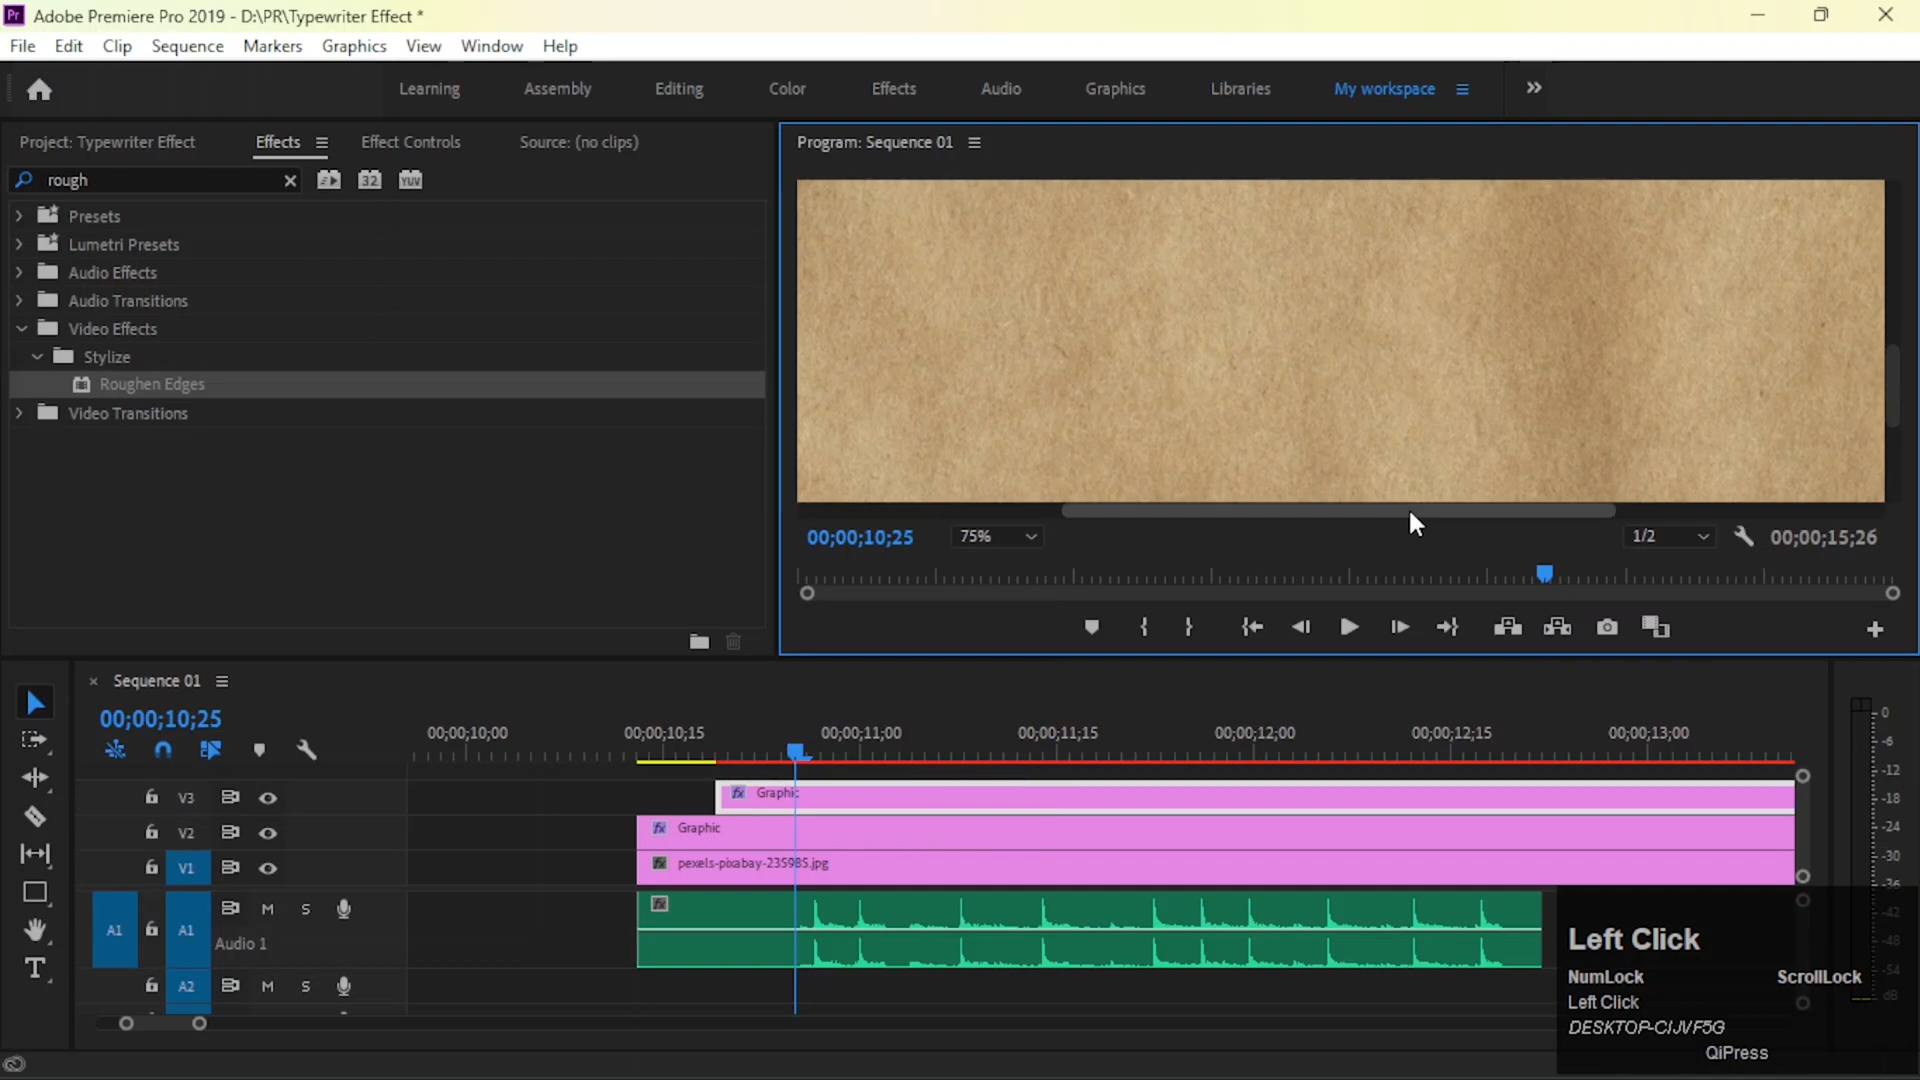 Adobe Premiere Pro 2019 - D:\PR\Typewriter Effect *
File Edit Clip Sequence Markers Graphics View Window Help
Learning Assembly Editing Color Effects Audio Graphics Libraries My workspace
Project: Typewriter Effect Effects Effect Controls Source: (no clips)
Program: Sequence 01
rough
32 YUV
Presets
Lumetri Presets
Audio Effects
Audio Transitions
Video Effects
Stylize
Roughen Edges
Video Transitions
00;00;10;25 75% 1/2 00;00;15;26
Sequence 01
00;00;10;25
00;00;10;00 00;00;10;15 00;00;11;00 00;00;11;15 00;00;12;00 00;00;12;15 00;00;13;00
V3 fx Graphic
V2 fx Graphic
V1 fx pexels-pixabay-235985.jpg
A1 A1 M S fx
Audio 1
A2 M S
0
-6
-12
-18
-24
-30
-36
-42
-48
-54
dB
Left Click
NumLock ScrollLock
Left Click
DESKTOP-CIJVF5G
QiPress